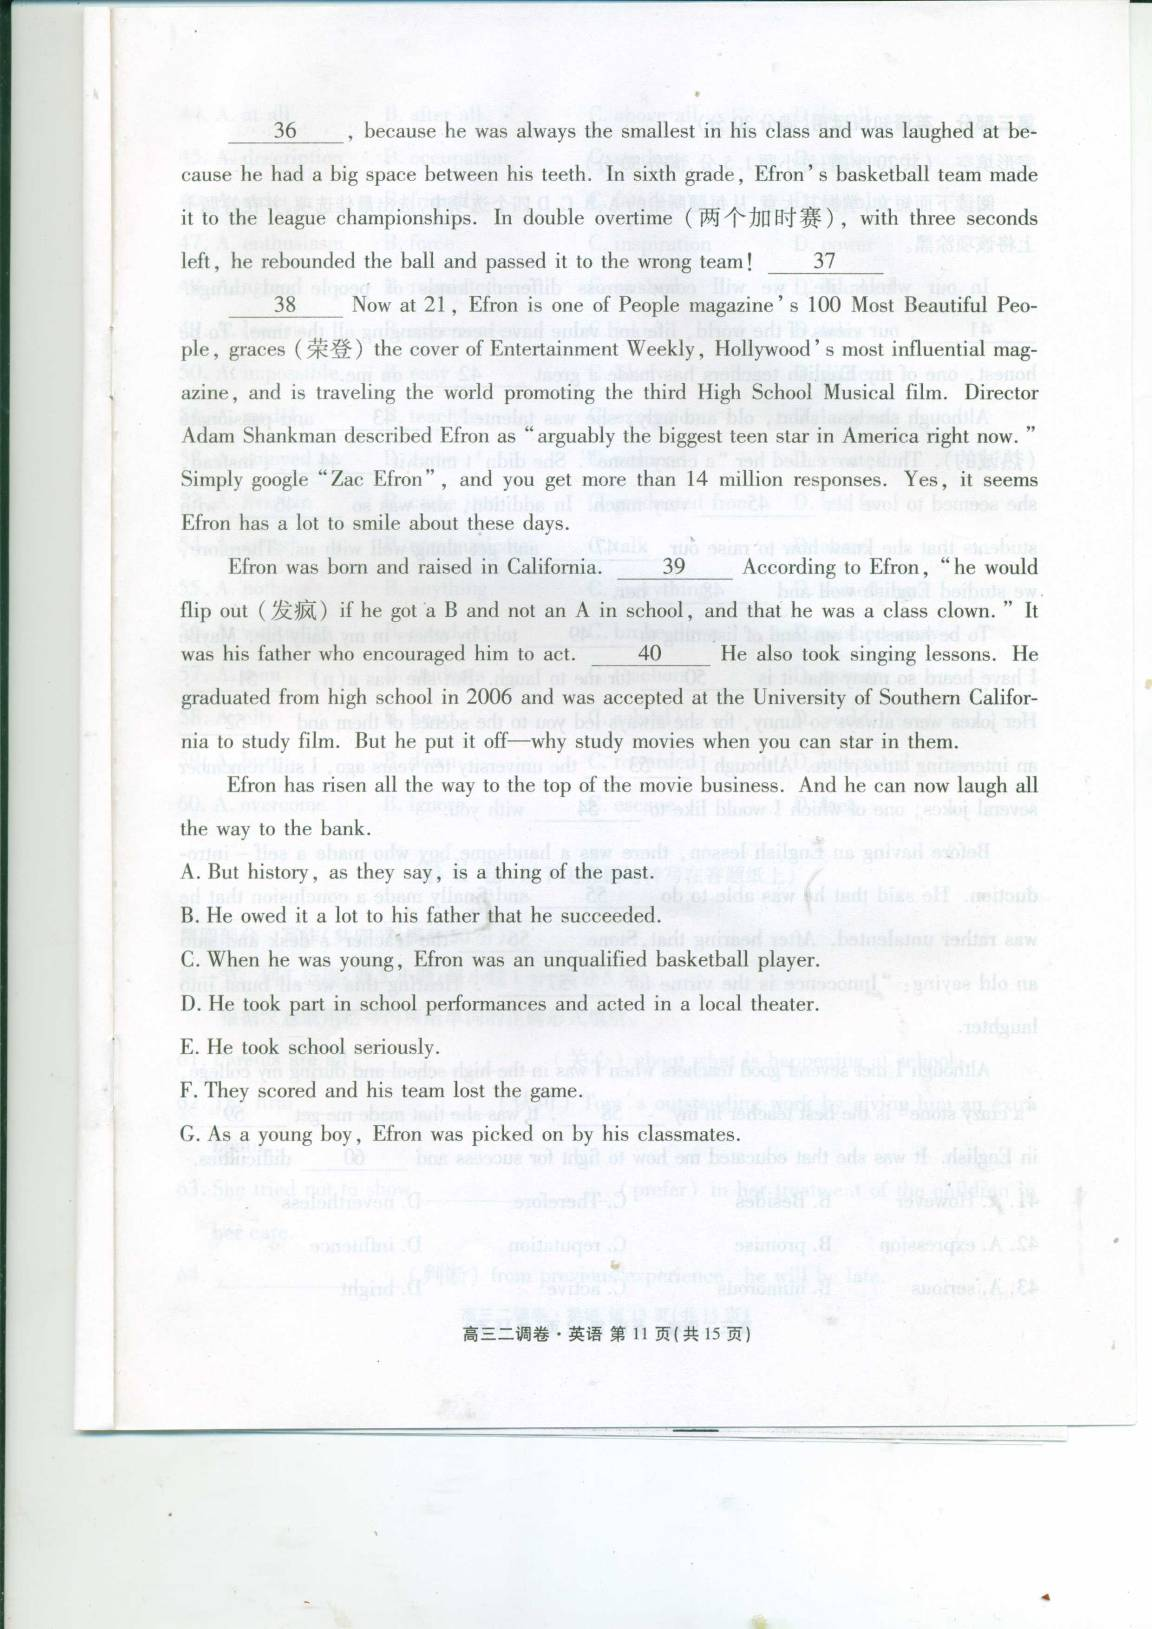 36 , because he was always the smallest in his class and was laughed at be-
cause he had a big space between his teeth. In sixth grade, Efron's basketball team made
it to the league championships. In double overtime (两个加时赛), with three seconds
left, he rebounded the ball and passed it to the wrong team! 37
38 Now at 21, Efron is one of People magazine's 100 Most Beautiful Peo-
ple, graces (荣登) the cover of Entertainment Weekly, Hollywood's most influential mag-
azine, and is traveling the world promoting the third High School Musical film. Director
Adam Shankman described Efron as "arguably the biggest teen star in America right now."
Simply google "Zac Efron", and you get more than 14 million responses. Yes, it seems
Efron has a lot to smile about these days.
Efron was born and raised in California. 39 According to Efron, "he would
flip out (发疯) if he got a B and not an A in school, and that he was a class clown." It
was his father who encouraged him to act. 40 He also took singing lessons. He
graduated from high school in 2006 and was accepted at the University of Southern Califor-
nia to study film. But he put it off—why study movies when you can star in them.
Efron has risen all the way to the top of the movie business. And he can now laugh all
the way to the bank.
A. But history, as they say, is a thing of the past.
B. He owed it a lot to his father that he succeeded.
C. When he was young, Efron was an unqualified basketball player.
D. He took part in school performances and acted in a local theater.
E. He took school seriously.
F. They scored and his team lost the game.
G. As a young boy, Efron was picked on by his classmates.
高三二调卷·英语 第 11 页(共 15 页)